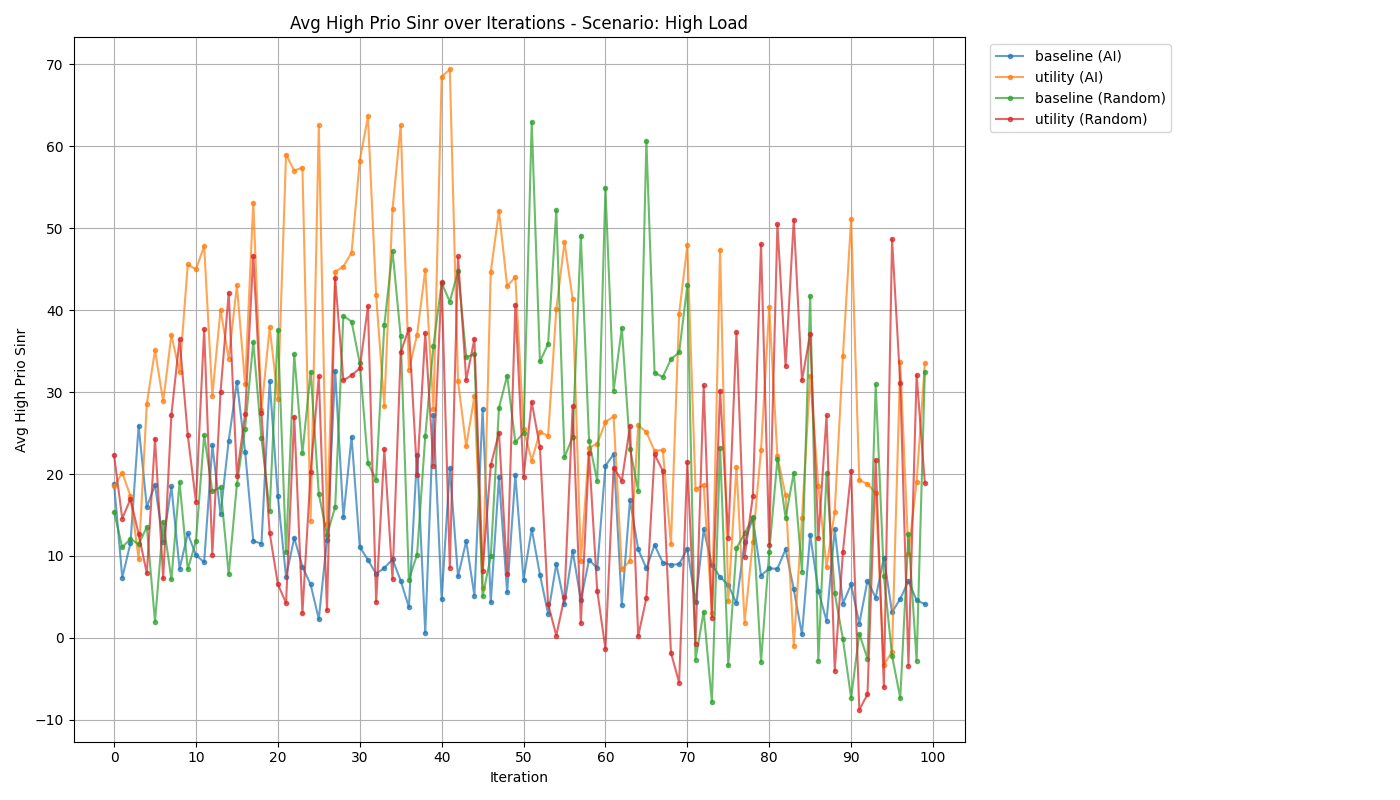 Avg High Prio Sinr over Iterations - Scenario: High Load
baseline (AI)
utility (AI)
baseline (Random)
utility (Random)
Avg High Prio Sinr
70
60
50
40
30
20
10
0
−10
0 10 20 30 40 50 60 70 80 90 100
Iteration